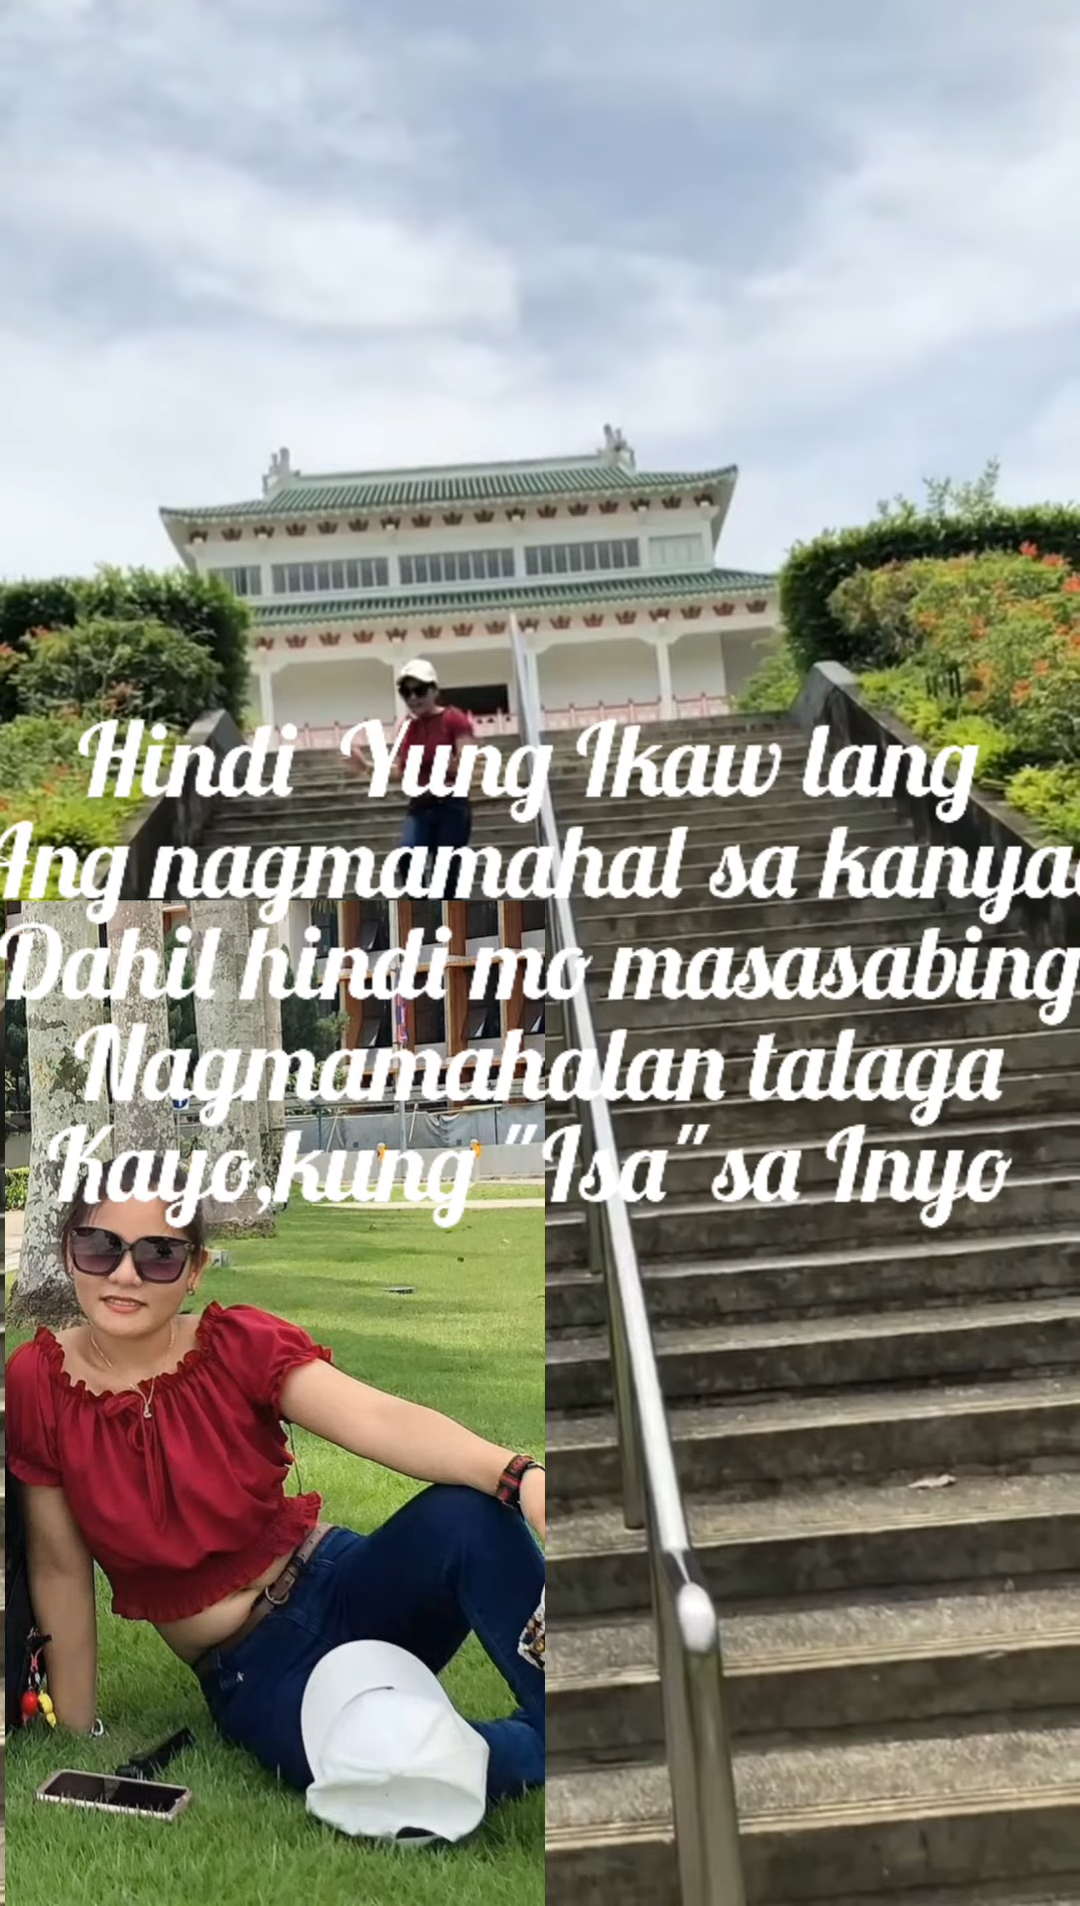 Hindi Yung Ikaw lang
Ang nagmamahal sa kanya
Dahil hindi mo masasabing
Nagmamahalan talaga
Kayo,kung "Isa" sa Inyo